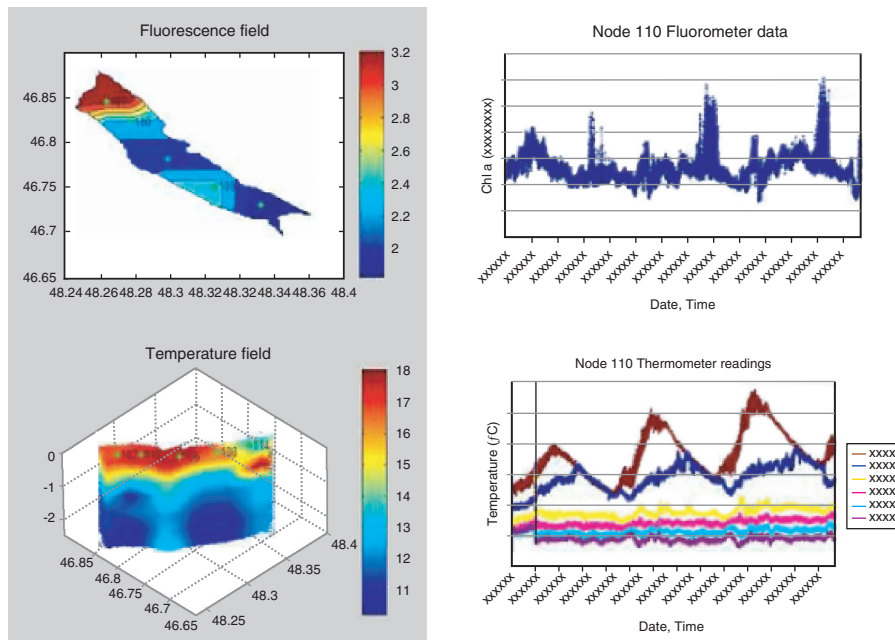 Fluorescence field
3.2
3
2.8
2.6
2.4
2.2
2
46.85
46.8
46.75
46.7
46.65
48.24 48.26 48.28 48.3 48.32 48.32 48.34 48.36 48.4
Node 110 Fluorometer data
Chl a (xxxxxxxx)
xxxxxx xxxxxx xxxxxx xxxxxx xxxxxx xxxxxx xxxxxx xxxxxx xxxxxx xxxxxx xxxxxx xxxxxx xxxxxx xxxxxx
Date, Time
Temperature field
18
17
16
15
14
13
12
11
0
-1
-2
46.85
46.8
46.75
46.7
46.65
48.25
48.3
48.35
48.4
Node 110 Thermometer readings
Temperature (ƒC)
XXXX
XXXX
XXXX
XXXX
XXXX
XXXX
xxxxxx xxxxxx xxxxxx xxxxxx xxxxxx xxxxxx xxxxxx xxxxxx xxxxxx xxxxxx xxxxxx xxxxxx xxxxxx
Date, Time